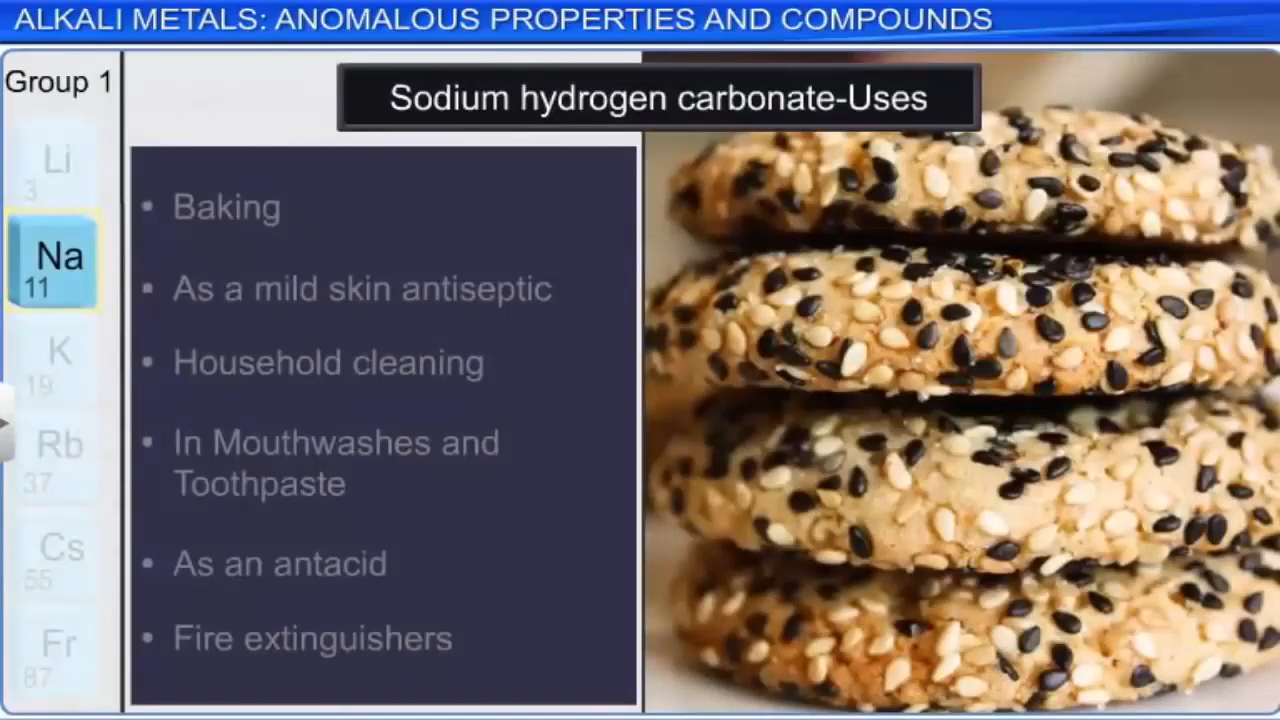 ALKALI METALS: ANOMALOUS PROPERTIES AND COMPOUNDS
Group 1
Sodium hydrogen carbonate-Uses
Li
3
Na
11
K
19
Rb
37
Cs
55
Fr
87
• Baking
• As a mild skin antiseptic
• Household cleaning
• In Mouthwashes and
Toothpaste
• As an antacid
• Fire extinguishers